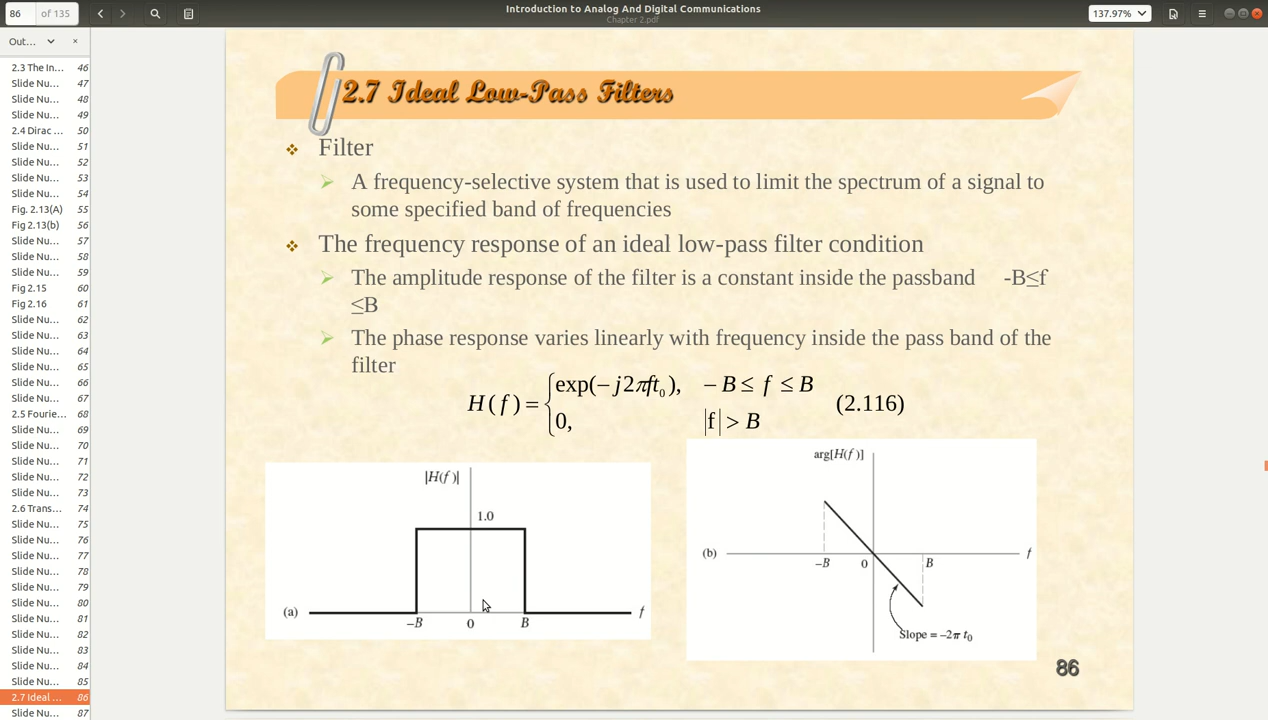 86 of 135
Introduction to Analog And Digital Communications
Chapter 2.pdf
137.97%
Out...
2.3 The In... 46
Slide Nu... 47
Slide Nu... 48
Slide Nu... 49
2.4 Dirac ... 50
Slide Nu... 51
Slide Nu... 52
Slide Nu... 53
Slide Nu... 54
Fig. 2.13(A) 55
Fig 2.13(b) 56
Slide Nu... 57
Slide Nu... 58
Slide Nu... 59
Fig 2.15 60
Fig 2.16 61
Slide Nu... 62
Slide Nu... 63
Slide Nu... 64
Slide Nu... 65
Slide Nu... 66
Slide Nu... 67
2.5 Fourie... 68
Slide Nu... 69
Slide Nu... 70
Slide Nu... 71
Slide Nu... 72
Slide Nu... 73
2.6 Trans... 74
Slide Nu... 75
Slide Nu... 76
Slide Nu... 77
Slide Nu... 78
Slide Nu... 79
Slide Nu... 80
Slide Nu... 81
Slide Nu... 82
Slide Nu... 83
Slide Nu... 84
Slide Nu... 85
2.7 Ideal ... 86
Slide Nu... 87
2.7 Ideal Low-Pass Filters
Filter
A frequency-selective system that is used to limit the spectrum of a signal to
some specified band of frequencies
The frequency response of an ideal low-pass filter condition
The amplitude response of the filter is a constant inside the passband -B≤f
≤B
The phase response varies linearly with frequency inside the pass band of the
filter
H(f) = { exp(−j2πft₀), −B ≤ f ≤ B
0, |f| > B (2.116)
|H(f)|
1.0
(a) −B 0 B f
arg[H(f)]
(b) −B 0 B f
Slope = −2π t₀
86